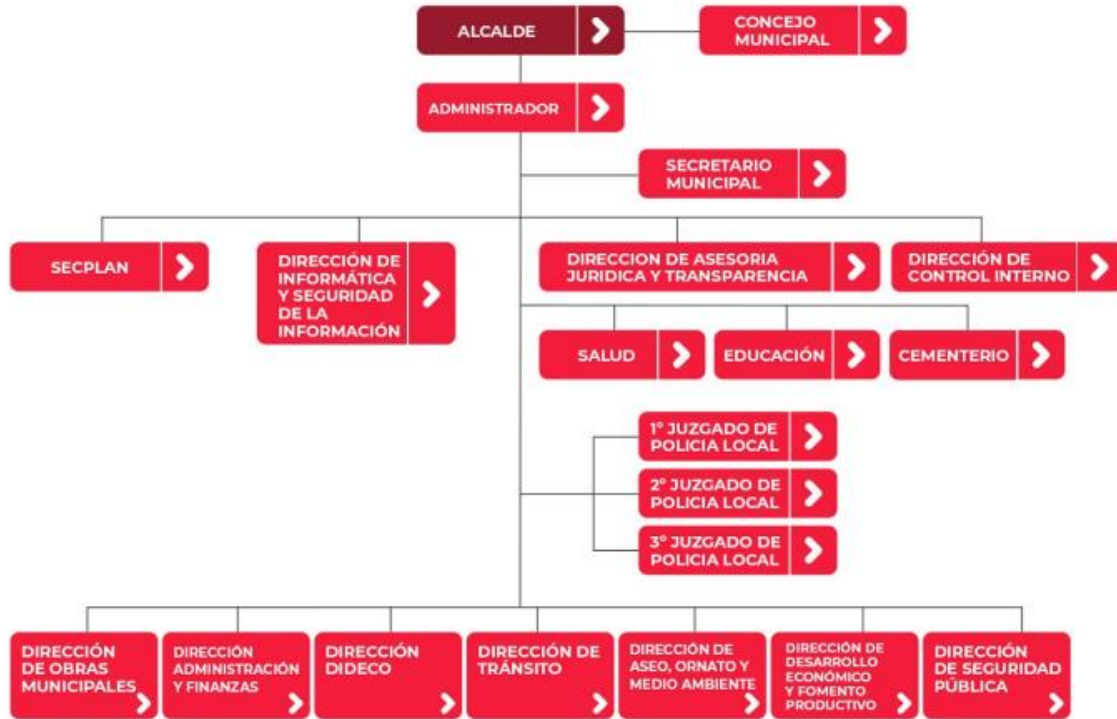 ALCALDE
CONCEJO
MUNICIPAL
ADMINISTRADOR
SECRETARIO
MUNICIPAL
SECPLAN
DIRECCIÓN DE
INFORMÁTICA
Y SEGURIDAD
DE LA
INFORMACIÓN
DIRECCION DE ASESORIA
JURIDICA Y TRANSPARENCIA
DIRECCIÓN DE
CONTROL INTERNO
SALUD
EDUCACIÓN
CEMENTERIO
1º JUZGADO DE
POLICIA LOCAL
2º JUZGADO DE
POLICIA LOCAL
3º JUZGADO DE
POLICIA LOCAL
DIRECCIÓN
DE OBRAS
MUNICIPALES
DIRECCIÓN
ADMINISTRACIÓN
Y FINANZAS
DIRECCIÓN
DIDECO
DIRECCIÓN DE
TRÁNSITO
DIRECCIÓN DE
ASEO, ORNATO Y
MEDIO AMBIENTE
DIRECCIÓN DE
DESARROLLO
ECONÓMICO
Y FOMENTO
PRODUCTIVO
DIRECCIÓN
DE SEGURIDAD
PÚBLICA